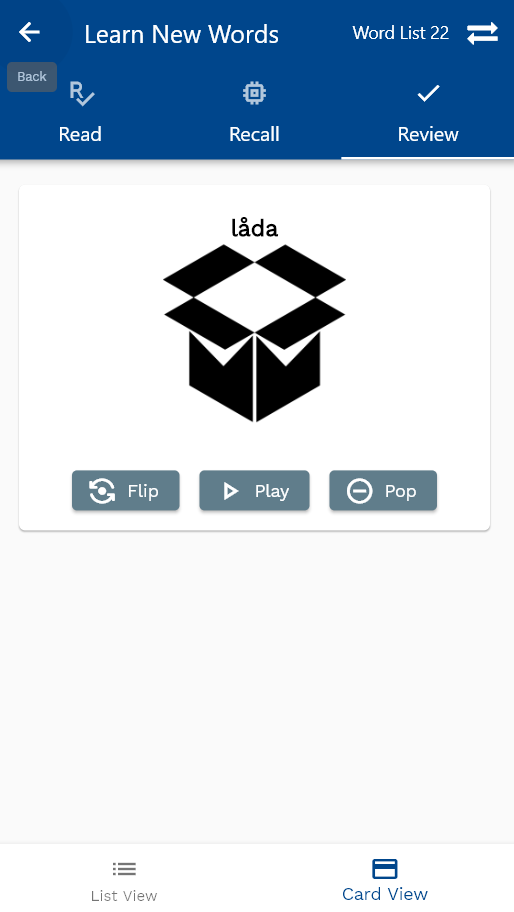 Learn New Words
Word List 22
Back
Read
Recall
Review
låda
Flip
Play
Pop
List View
Card View